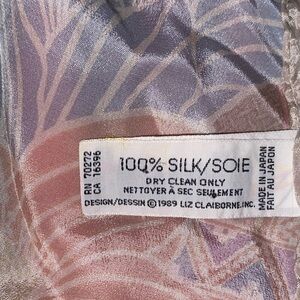 RN 70272
CA 16396
100% SILK/SOIE
DRY CLEAN ONLY
NETTOYER À SEC SEULEMENT
DESIGN/DESSIN © 1989 LIZ CLAIBORNE, INC.
MADE IN JAPAN
FAIT AU JAPON